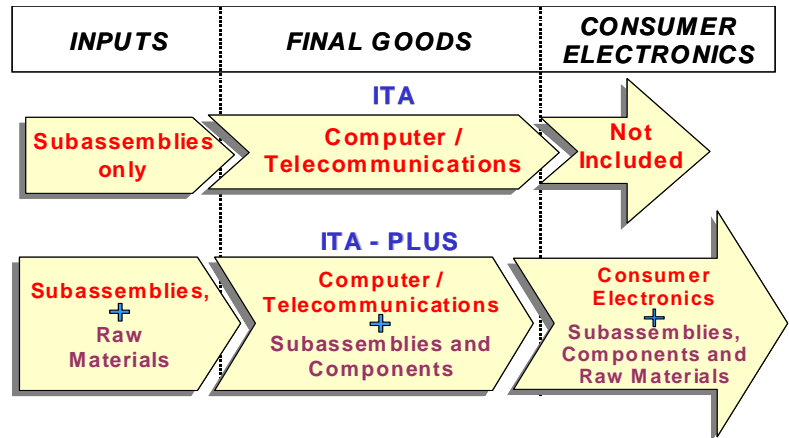 INPUTS
FINAL GOODS
CONSUMER
ELECTRONICS
ITA
Subassemblies
only
Computer /
Telecommunications
Not
Included
ITA - PLUS
Subassemblies,
+
Raw
Materials
Computer /
Telecommunications
+
Subassemblies and
Components
Consumer
Electronics
+
Subassemblies,
Components and
Raw Materials